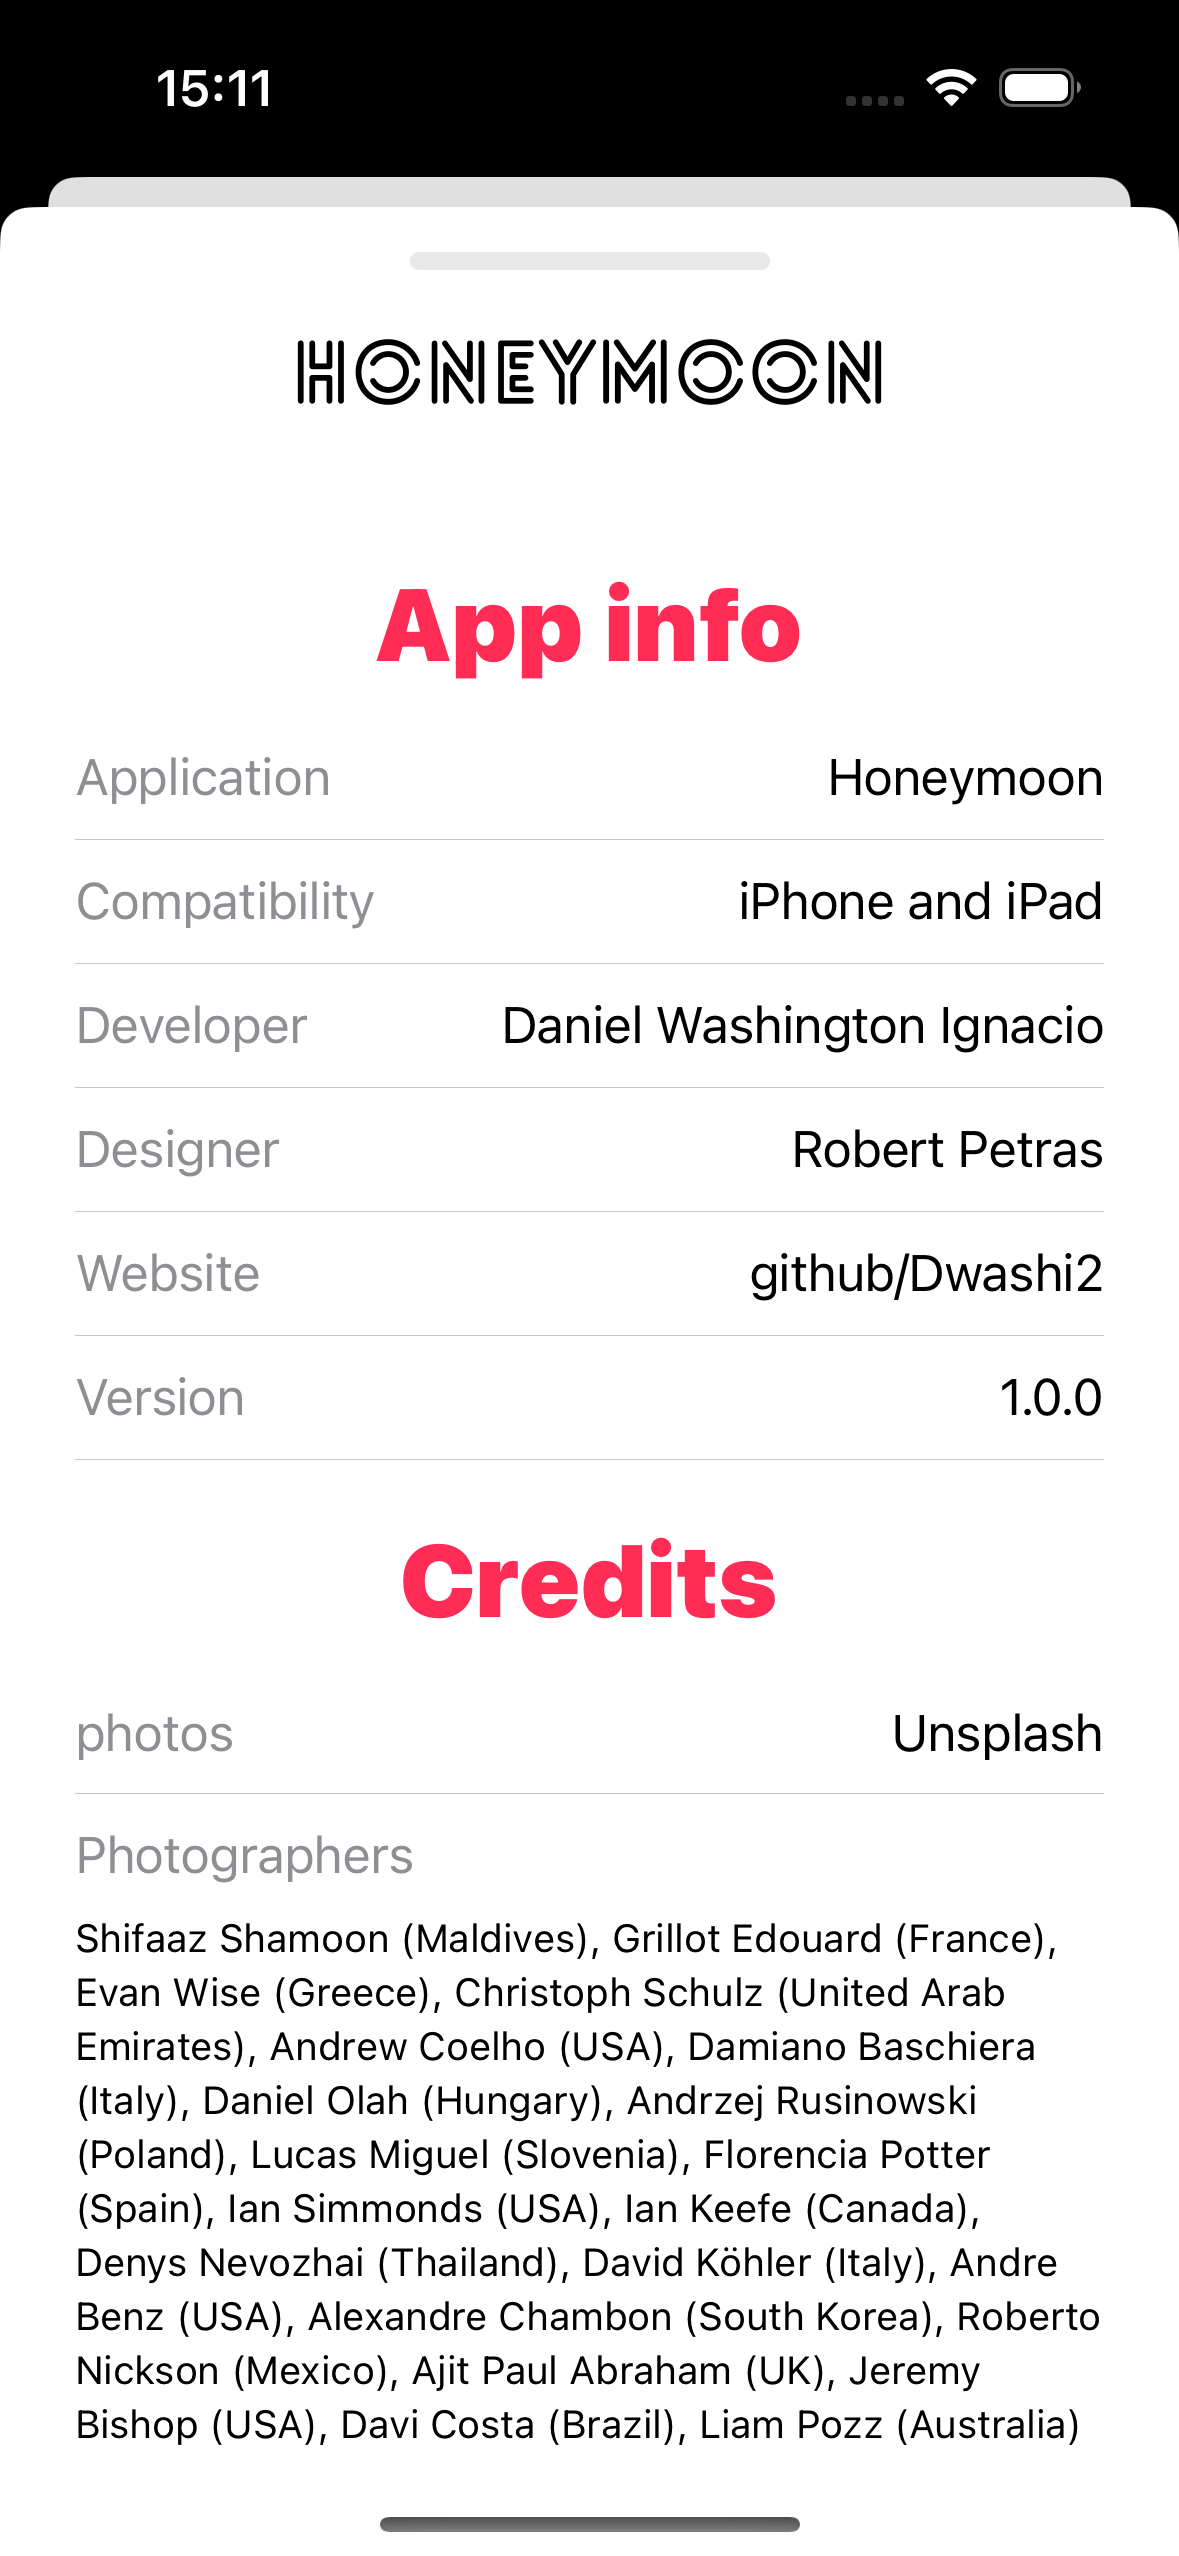 15:11
HONEYMOON
App info
Application Honeymoon
Compatibility iPhone and iPad
Developer Daniel Washington Ignacio
Designer Robert Petras
Website github/Dwashi2
Version 1.0.0
Credits
photos Unsplash
Photographers
Shifaaz Shamoon (Maldives), Grillot Edouard (France),
Evan Wise (Greece), Christoph Schulz (United Arab
Emirates), Andrew Coelho (USA), Damiano Baschiera
(Italy), Daniel Olah (Hungary), Andrzej Rusinowski
(Poland), Lucas Miguel (Slovenia), Florencia Potter
(Spain), Ian Simmonds (USA), Ian Keefe (Canada),
Denys Nevozhai (Thailand), David Köhler (Italy), Andre
Benz (USA), Alexandre Chambon (South Korea), Roberto
Nickson (Mexico), Ajit Paul Abraham (UK), Jeremy
Bishop (USA), Davi Costa (Brazil), Liam Pozz (Australia)